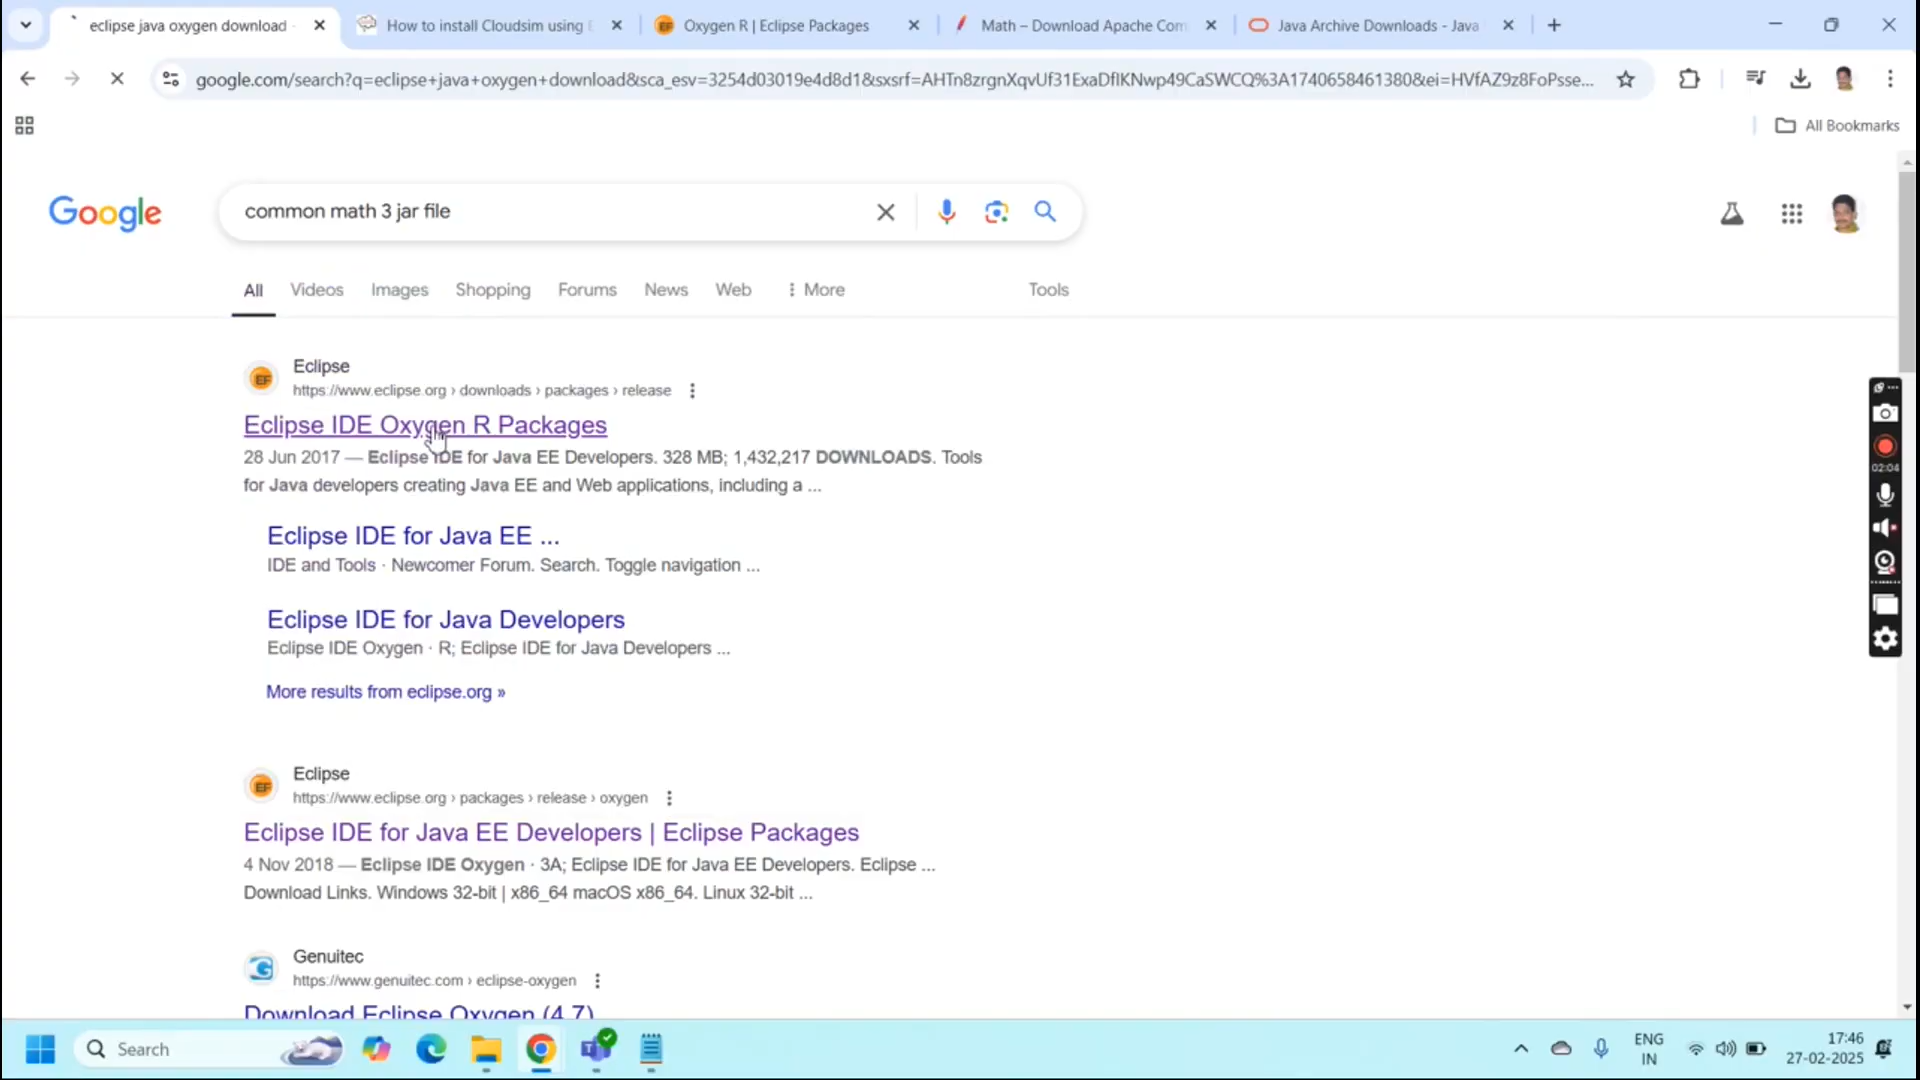 eclipse java oxygen download -
How to install Cloudsim using E
Oxygen R | Eclipse Packages
Math – Download Apache Com
Java Archive Downloads - Java
google.com/search?q=eclipse+java+oxygen+download&sca_esv=3254d03019e4d8d1&sxsrf=AHTn8zrgnXqvUf31ExaDflKNwp49CaSWCQ%3A1740658461380&ei=HVfAZ9z8FoPsse...
All Bookmarks
Google
common math 3 jar file
All
Videos
Images
Shopping
Forums
News
Web
More
Tools
Eclipse
https://www.eclipse.org › downloads › packages › release
Eclipse IDE Oxygen R Packages
28 Jun 2017 — Eclipse IDE for Java EE Developers. 328 MB; 1,432,217 DOWNLOADS. Tools
for Java developers creating Java EE and Web applications, including a ...
Eclipse IDE for Java EE ...
IDE and Tools · Newcomer Forum. Search. Toggle navigation ...
Eclipse IDE for Java Developers
Eclipse IDE Oxygen · R; Eclipse IDE for Java Developers ...
More results from eclipse.org »
Eclipse
https://www.eclipse.org › packages › release › oxygen
Eclipse IDE for Java EE Developers | Eclipse Packages
4 Nov 2018 — Eclipse IDE Oxygen · 3A; Eclipse IDE for Java EE Developers. Eclipse ...
Download Links. Windows 32-bit | x86_64 macOS x86_64. Linux 32-bit ...
Genuitec
https://www.genuitec.com › eclipse-oxygen
Download Eclipse Oxygen (4.7)
02:04
Search
ENG
IN
17:46
27-02-2025